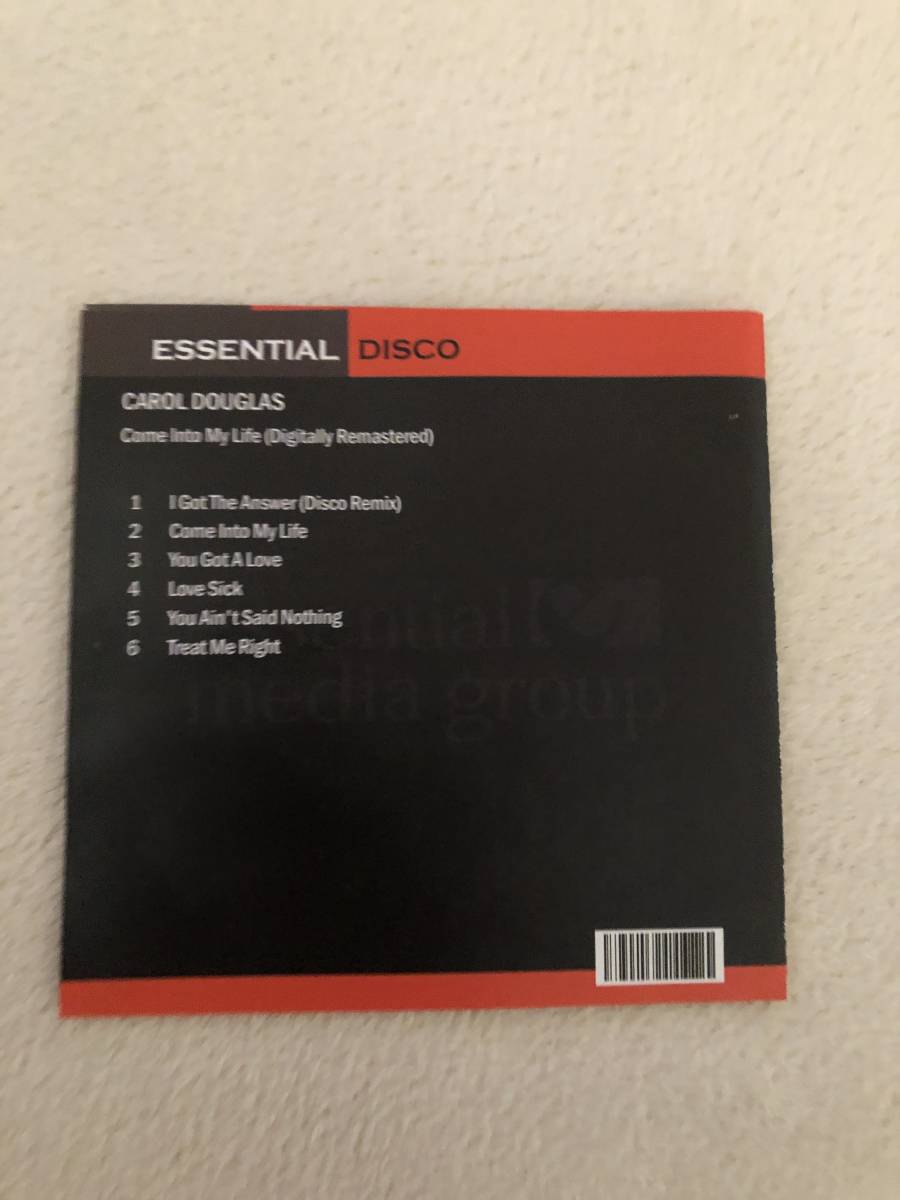 ESSENTIAL DISCO
CAROL DOUGLAS
Come Into My Life (Digitally Remastered)
1 I Got The Answer (Disco Remix)
2 Come Into My Life
3 You Got A Love
4 Love Sick
5 You Ain't Said Nothing
6 Treat Me Right
media group